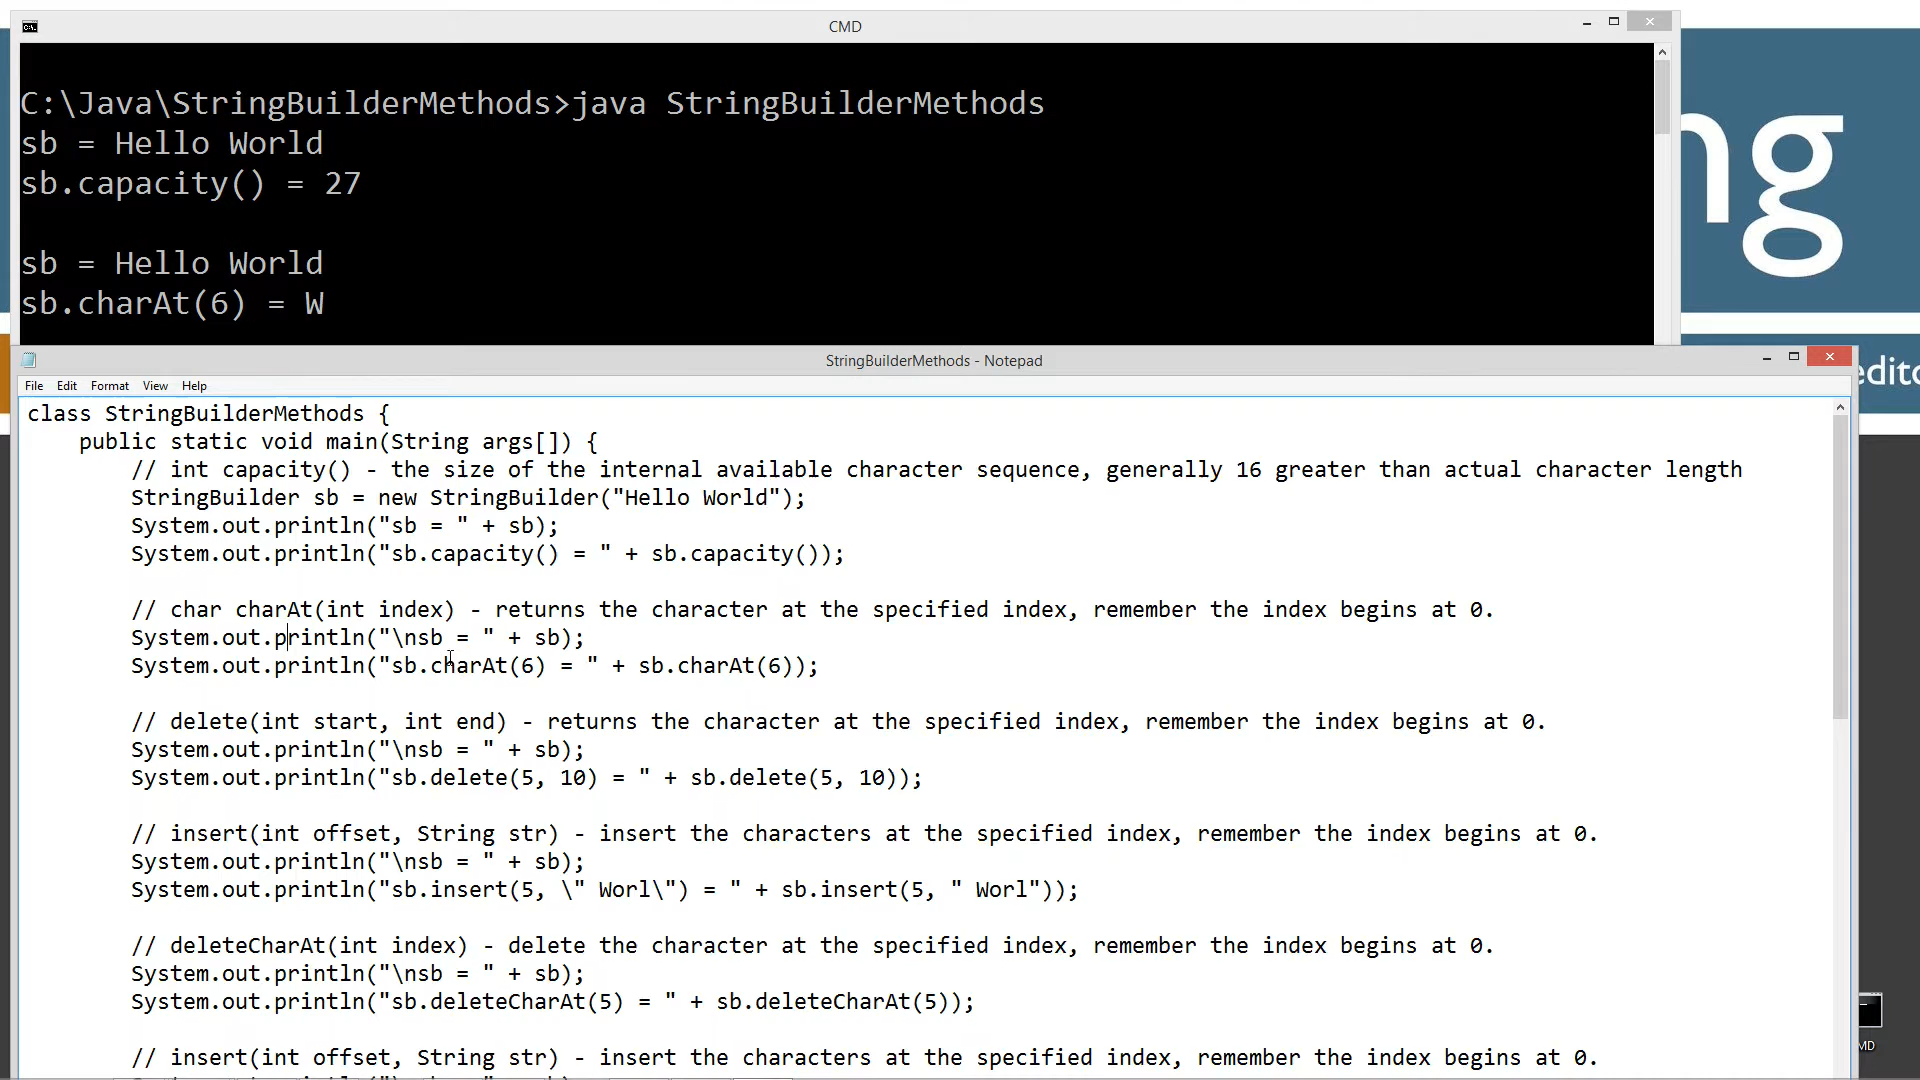 CMD
C:\Java\StringBuilderMethods>java StringBuilderMethods
sb = Hello World
sb.capacity() = 27
sb = Hello World
sb.charAt(6) = W
ng
edito
StringBuilderMethods - Notepad
File Edit Format View Help
class StringBuilderMethods {
public static void main(String args[]) {
// int capacity() - the size of the internal available character sequence, generally 16 greater than actual character length
StringBuilder sb = new StringBuilder("Hello World");
System.out.println("sb = " + sb);
System.out.println("sb.capacity() = " + sb.capacity());
// char charAt(int index) - returns the character at the specified index, remember the index begins at 0.
System.out.println("\nsb = " + sb);
System.out.println("sb.charAt(6) = " + sb.charAt(6));
// delete(int start, int end) - returns the character at the specified index, remember the index begins at 0.
System.out.println("\nsb = " + sb);
System.out.println("sb.delete(5, 10) = " + sb.delete(5, 10));
// insert(int offset, String str) - insert the characters at the specified index, remember the index begins at 0.
System.out.println("\nsb = " + sb);
System.out.println("sb.insert(5, \" Worl\") = " + sb.insert(5, " Worl"));
// deleteCharAt(int index) - delete the character at the specified index, remember the index begins at 0.
System.out.println("\nsb = " + sb);
System.out.println("sb.deleteCharAt(5) = " + sb.deleteCharAt(5));
// insert(int offset, String str) - insert the characters at the specified index, remember the index begins at 0.
MD